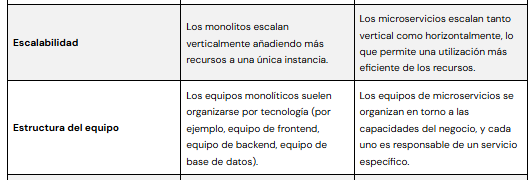 Escalabilidad
Los monolitos escalan
verticalmente añadiendo más
recursos a una única instancia.
Los microservicios escalan tanto
vertical como horizontalmente, lo
que permite una utilización más
eficiente de los recursos.
Estructura del equipo
Los equipos monolíticos suelen
organizarse por tecnología (por
ejemplo, equipo de frontend,
equipo de backend, equipo de
base de datos).
Los equipos de microservicios se
organizan en torno a las
capacidades del negocio, y cada
uno es responsable de un servicio
específico.